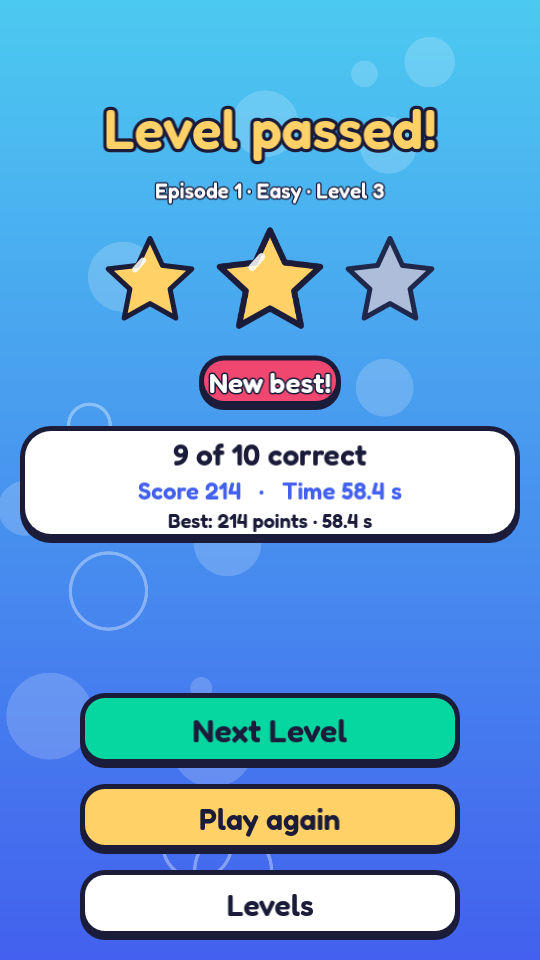 Level passed!
Episode 1 · Easy · Level 3
New best!
9 of 10 correct
Score 214 · Time 58.4 s
Best: 214 points · 58.4 s
Next Level
Play again
Levels